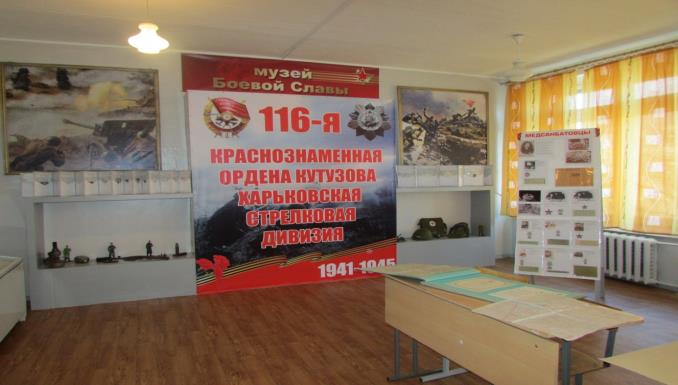 музей
Боевой Славы
116-я
КРАСНОЗНАМЕННАЯ
ОРДЕНА КУТУЗОВА
ХАРЬКОВСКАЯ
СТРЕЛКОВАЯ
ДИВИЗИЯ
1941-1945
МЕДСАНБАТОВЦЫ